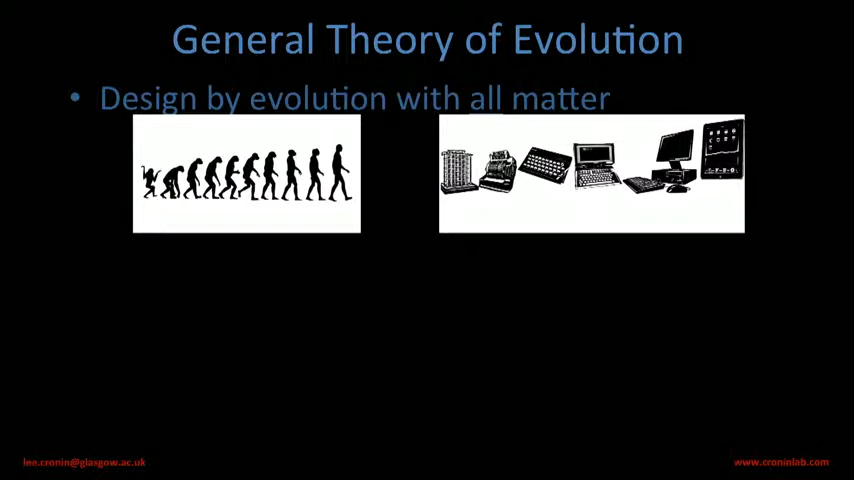 General Theory of Evolution
• Design by evolution with all matter
lee.cronin@glasgow.ac.uk
www.croninlab.com